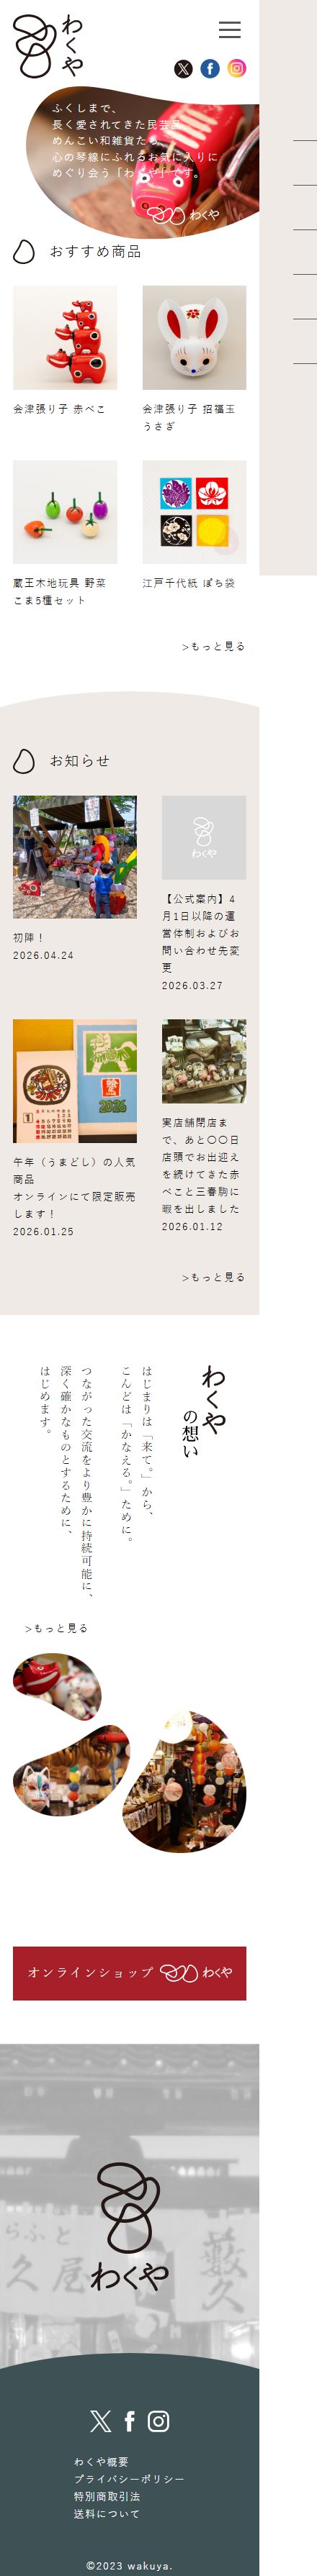 わくや
ふくしまで、
長く愛されてきた民芸品
めんこい和雑貨たち
心の琴線にふれるお気に入りに
めぐり会う「わくや」です。
わくや
おすすめ商品
会津張り子 赤べこ
会津張り子 招福玉
うさぎ
蔵王木地玩具 野菜
こま5種セット
江戸千代紙 ぽち袋
>もっと見る
お知らせ
初陣！
2026.04.24
わくや
【公式案内】4
月1日以降の運
営体制およびお
問い合わせ先変
更
2026.03.27
午年（うまどし）の人気
商品
オンラインにて限定販売
します！
2026.01.25
実店舗閉店ま
で、あと〇〇日
店頭でお出迎え
を続けてきた赤
べこと三春駒に
暇を出しました
2026.01.12
>もっと見る
わくや
の想い
はじまりは「来て。」から、
こんどは「かなえる。」ために。
つながった交流をより豊かに持続可能に、
深く確かなものとするために、
はじめます。
>もっと見る
オンラインショップ わくや
わくや
わくや概要
プライバシーポリシー
特別商取引法
送料について
©2023 wakuya.